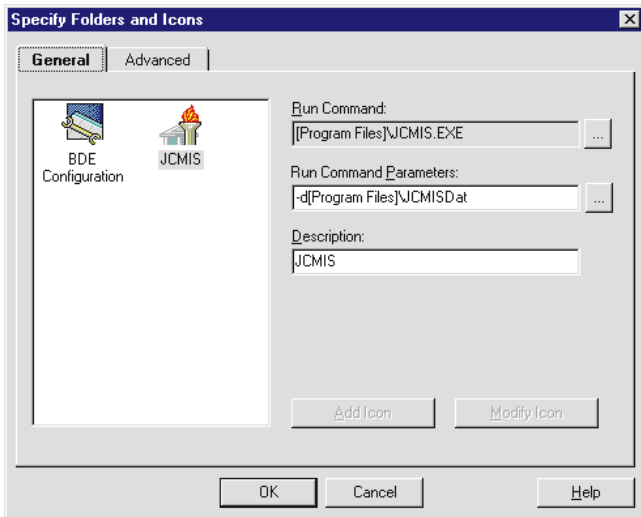 Specify Folders and Icons
General
Advanced
BDE
Configuration
JCMIS
Run Command:
[Program Files]\JCMIS.EXE
...
Run Command Parameters:
-d[Program Files]\JCMISDat
...
Description:
JCMIS
Add Icon
Modify Icon
OK
Cancel
Help